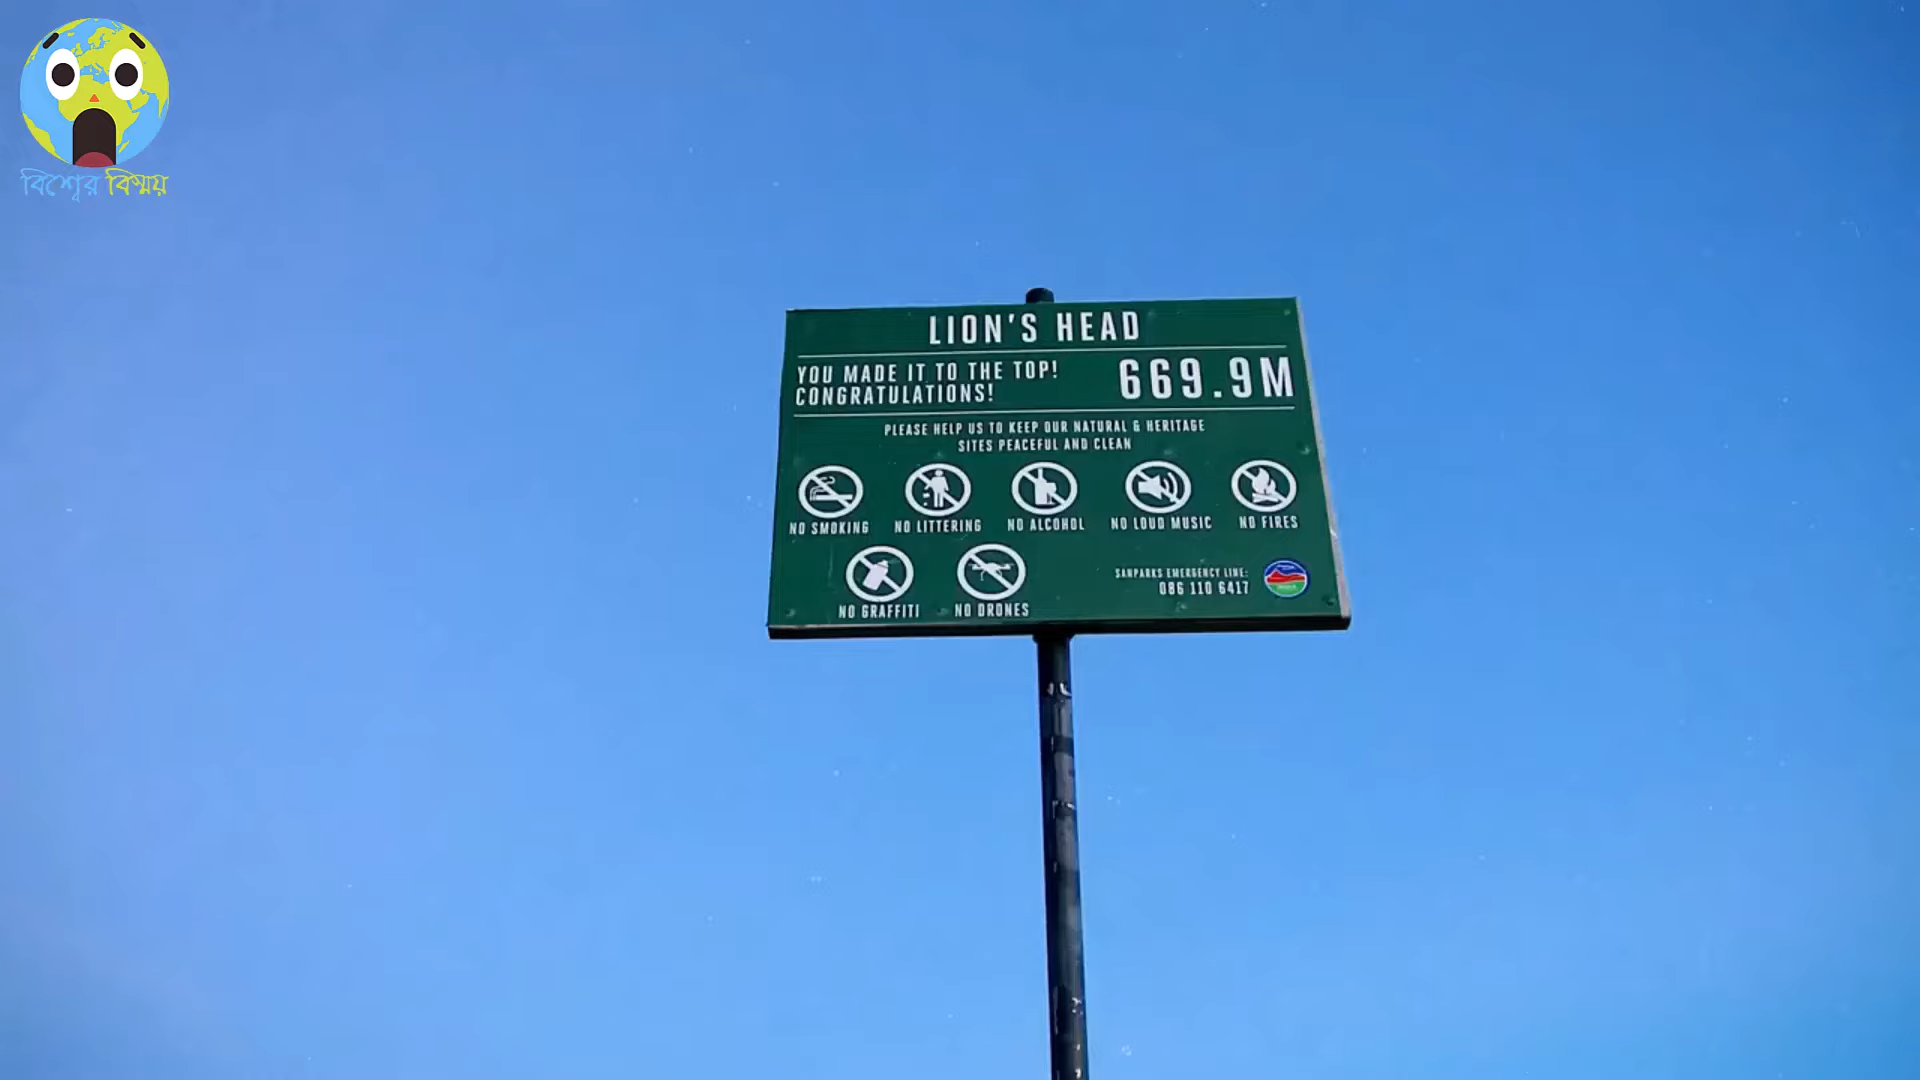 বিশ্বের বিস্ময়
LION'S HEAD
YOU MADE IT TO THE TOP!
CONGRATULATIONS!
669.9M
PLEASE HELP US TO KEEP OUR NATURAL & HERITAGE
SITES PEACEFUL AND CLEAN
NO SMOKING
NO LITTERING
NO ALCOHOL
NO LOUD MUSIC
NO FIRES
NO GRAFFITI
NO DRONES
SANPARKS EMERGENCY LINE:
086 110 6417